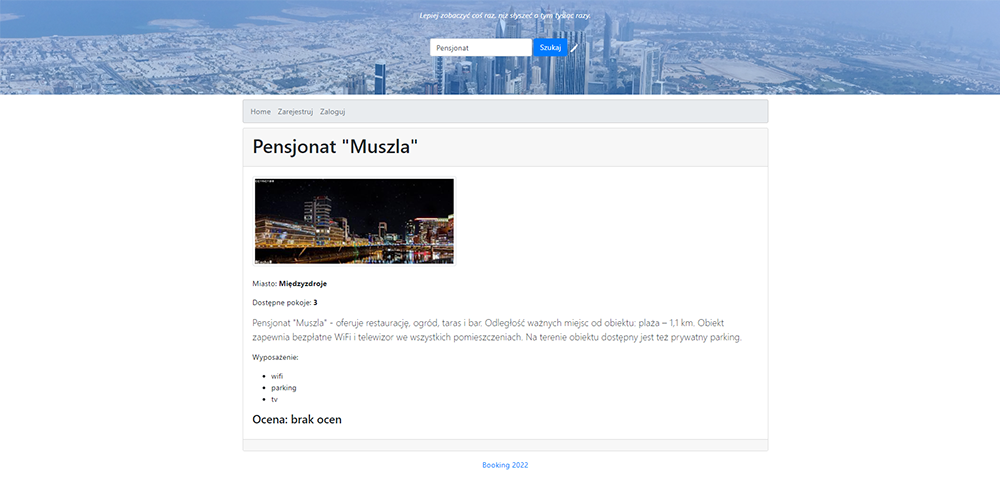 Lepiej zobaczyć coś raz, niż słyszeć o tym tysiąc razy.
Pensjonat Szukaj
Home Zarejestruj Zaloguj
Pensjonat "Muszla"
Miasto: Międzyzdroje
Dostępne pokoje: 3
Pensjonat "Muszla" - oferuje restaurację, ogród, taras i bar. Odległość ważnych miejsc od obiektu: plaża – 1,1 km. Obiekt
zapewnia bezpłatne WiFi i telewizor we wszystkich pomieszczeniach. Na terenie obiektu dostępny jest też prywatny parking.
Wyposażenie:
wifi
parking
tv
Ocena: brak ocen
Booking 2022